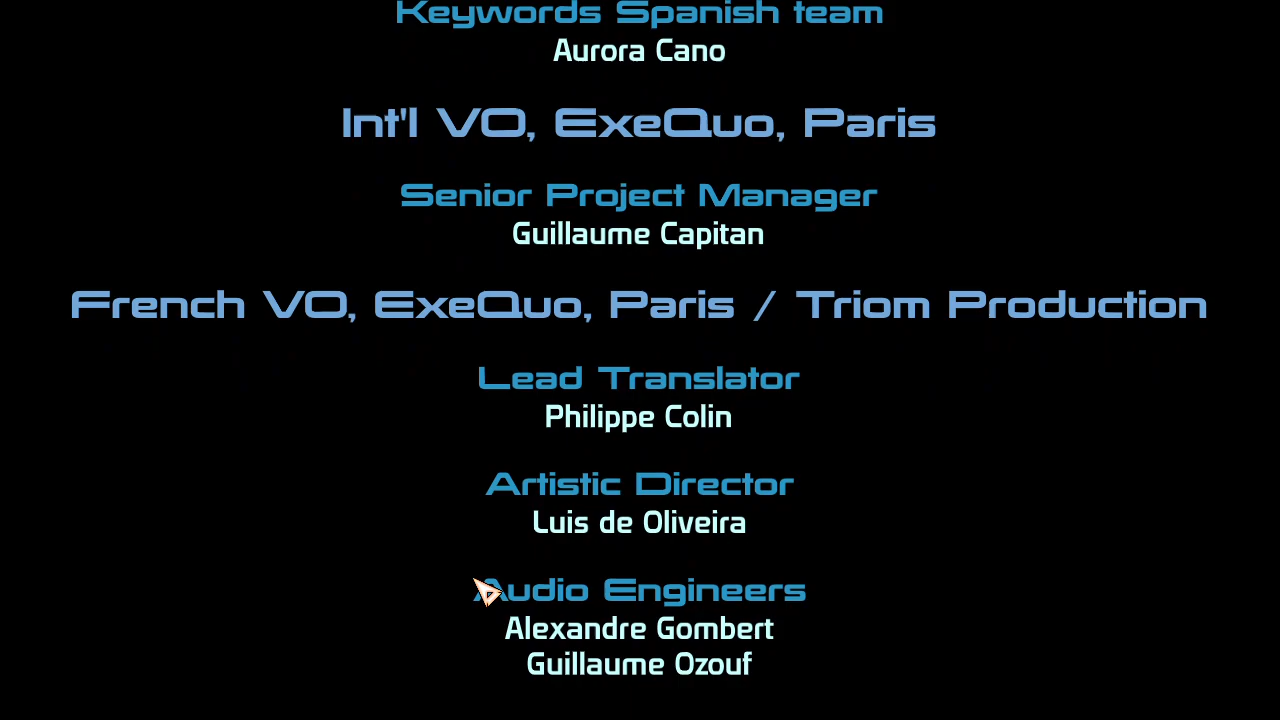 Keywords Spanish team
Aurora Cano
Int'l VO, ExeQuo, Paris
Senior Project Manager
Guillaume Capitan
French VO, ExeQuo, Paris / Triom Production
Lead Translator
Philippe Colin
Artistic Director
Luis de Oliveira
Audio Engineers
Alexandre Gombert
Guillaume Ozouf